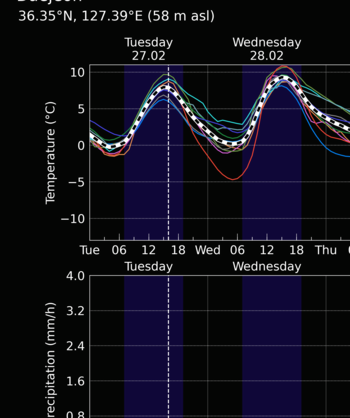 36.35°N, 127.39°E (58 m asl)
Tuesday Wednesday
27.02 28.02
10
5
0
−5
−10
Temperature (°C)
Tue 06 12 18 Wed 06 12 18 Thu
Tuesday Wednesday
4.0
3.2
2.4
1.6
0.8